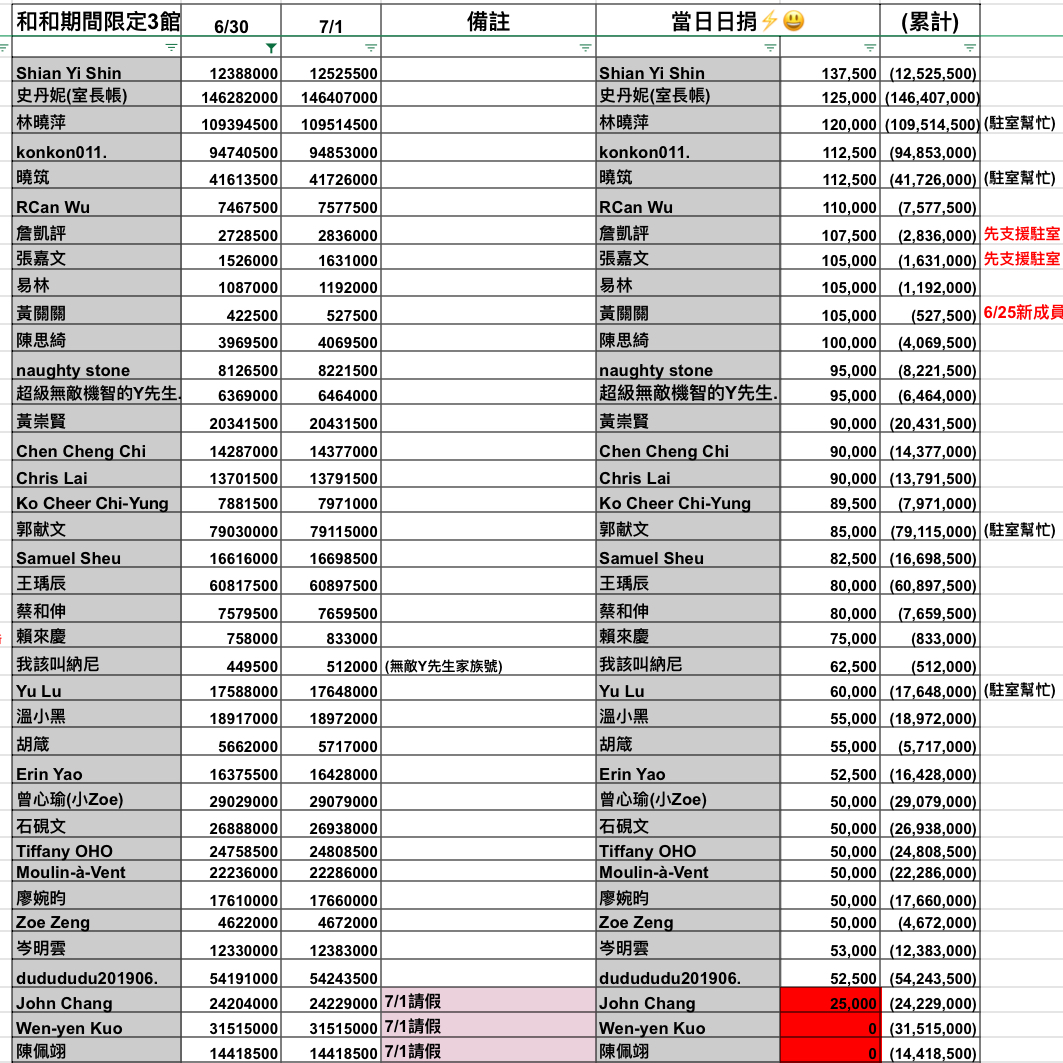 和和期間限定3館 6/30 7/1 備註 當日日捐⚡😃 (累計)
Shian Yi Shin 12388000 12525500 Shian Yi Shin 137,500 (12,525,500)
史丹妮(室長帳) 146282000 146407000 史丹妮(室長帳) 125,000 (146,407,000)
林曉萍 109394500 109514500 林曉萍 120,000 (109,514,500) (駐室幫忙)
konkon011. 94740500 94853000 konkon011. 112,500 (94,853,000)
曉筑 41613500 41726000 曉筑 112,500 (41,726,000) (駐室幫忙)
RCan Wu 7467500 7577500 RCan Wu 110,000 (7,577,500)
詹凱評 2728500 2836000 詹凱評 107,500 (2,836,000) 先支援駐室
張嘉文 1526000 1631000 張嘉文 105,000 (1,631,000) 先支援駐室
易林 1087000 1192000 易林 105,000 (1,192,000)
黃關關 422500 527500 黃關關 105,000 (527,500) 6/25新成員
陳思綺 3969500 4069500 陳思綺 100,000 (4,069,500)
naughty stone 8126500 8221500 naughty stone 95,000 (8,221,500)
超級無敵機智的Y先生. 6369000 6464000 超級無敵機智的Y先生. 95,000 (6,464,000)
黃崇賢 20341500 20431500 黃崇賢 90,000 (20,431,500)
Chen Cheng Chi 14287000 14377000 Chen Cheng Chi 90,000 (14,377,000)
Chris Lai 13701500 13791500 Chris Lai 90,000 (13,791,500)
Ko Cheer Chi-Yung 7881500 7971000 Ko Cheer Chi-Yung 89,500 (7,971,000)
郭献文 79030000 79115000 郭献文 85,000 (79,115,000) (駐室幫忙)
Samuel Sheu 16616000 16698500 Samuel Sheu 82,500 (16,698,500)
王瑀辰 60817500 60897500 王瑀辰 80,000 (60,897,500)
蔡和伸 7579500 7659500 蔡和伸 80,000 (7,659,500)
賴來慶 758000 833000 賴來慶 75,000 (833,000)
我該叫納尼 449500 512000 (無敵Y先生家族號) 我該叫納尼 62,500 (512,000)
Yu Lu 17588000 17648000 Yu Lu 60,000 (17,648,000) (駐室幫忙)
溫小黑 18917000 18972000 溫小黑 55,000 (18,972,000)
胡箴 5662000 5717000 胡箴 55,000 (5,717,000)
Erin Yao 16375500 16428000 Erin Yao 52,500 (16,428,000)
曾心瑜(小Zoe) 29029000 29079000 曾心瑜(小Zoe) 50,000 (29,079,000)
石硯文 26888000 26938000 石硯文 50,000 (26,938,000)
Tiffany OHO 24758500 24808500 Tiffany OHO 50,000 (24,808,500)
Moulin-à-Vent 22236000 22286000 Moulin-à-Vent 50,000 (22,286,000)
廖婉昀 17610000 17660000 廖婉昀 50,000 (17,660,000)
Zoe Zeng 4622000 4672000 Zoe Zeng 50,000 (4,672,000)
岑明雲 12330000 12383000 岑明雲 53,000 (12,383,000)
dudududu201906. 54191000 54243500 dudududu201906. 52,500 (54,243,500)
John Chang 24204000 24229000 7/1請假 John Chang 25,000 (24,229,000)
Wen-yen Kuo 31515000 31515000 7/1請假 Wen-yen Kuo 0 (31,515,000)
陳佩翊 14418500 14418500 7/1請假 陳佩翊 0 (14,418,500)